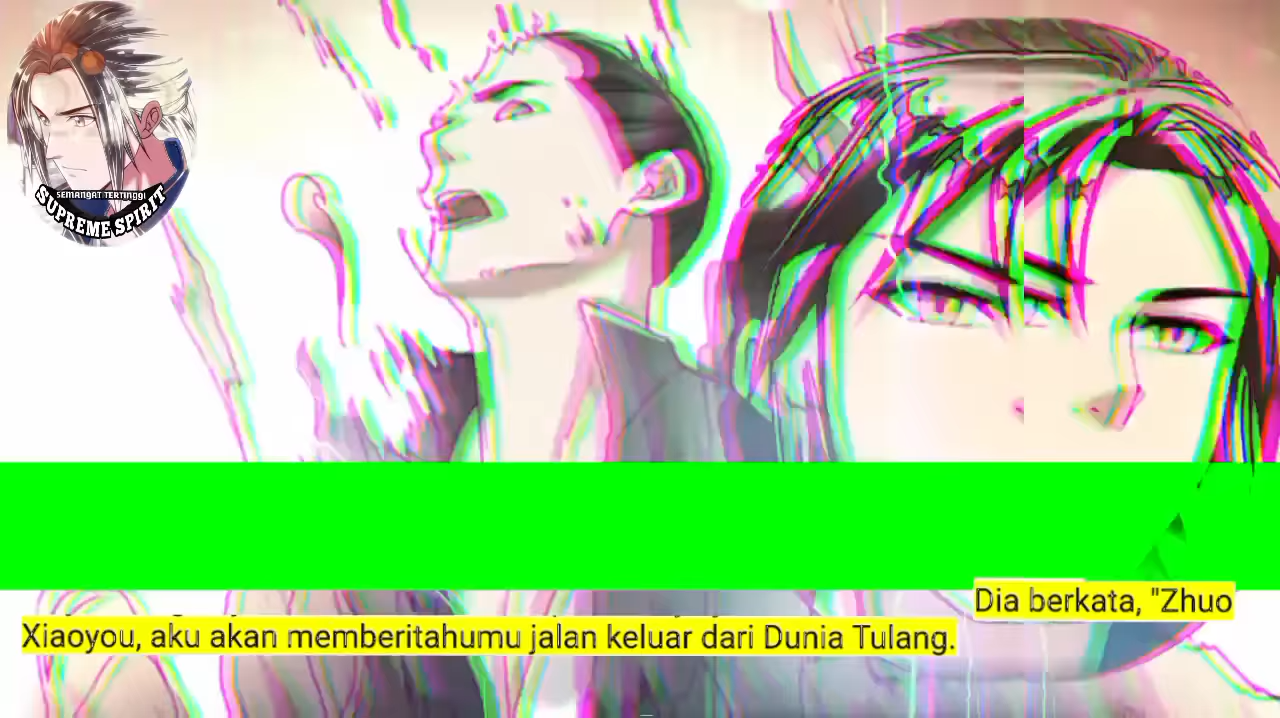 SEMANGAT TERTINGGI
SUPREME SPIRIT
Dia berkata, "Zhuo
Xiaoyou, aku akan memberitahumu jalan keluar dari Dunia Tulang.